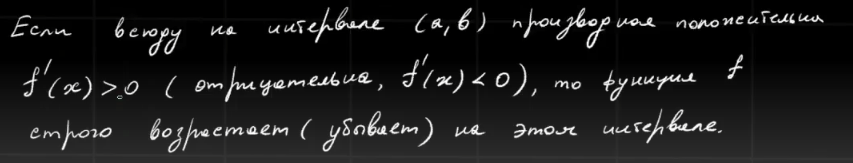 Если всюду на интервале (a, b) производная положительна
f'(x) > 0 ( отрицательна, f'(x) < 0 ), то функция f
строго возрастает ( убывает ) на этом интервале.